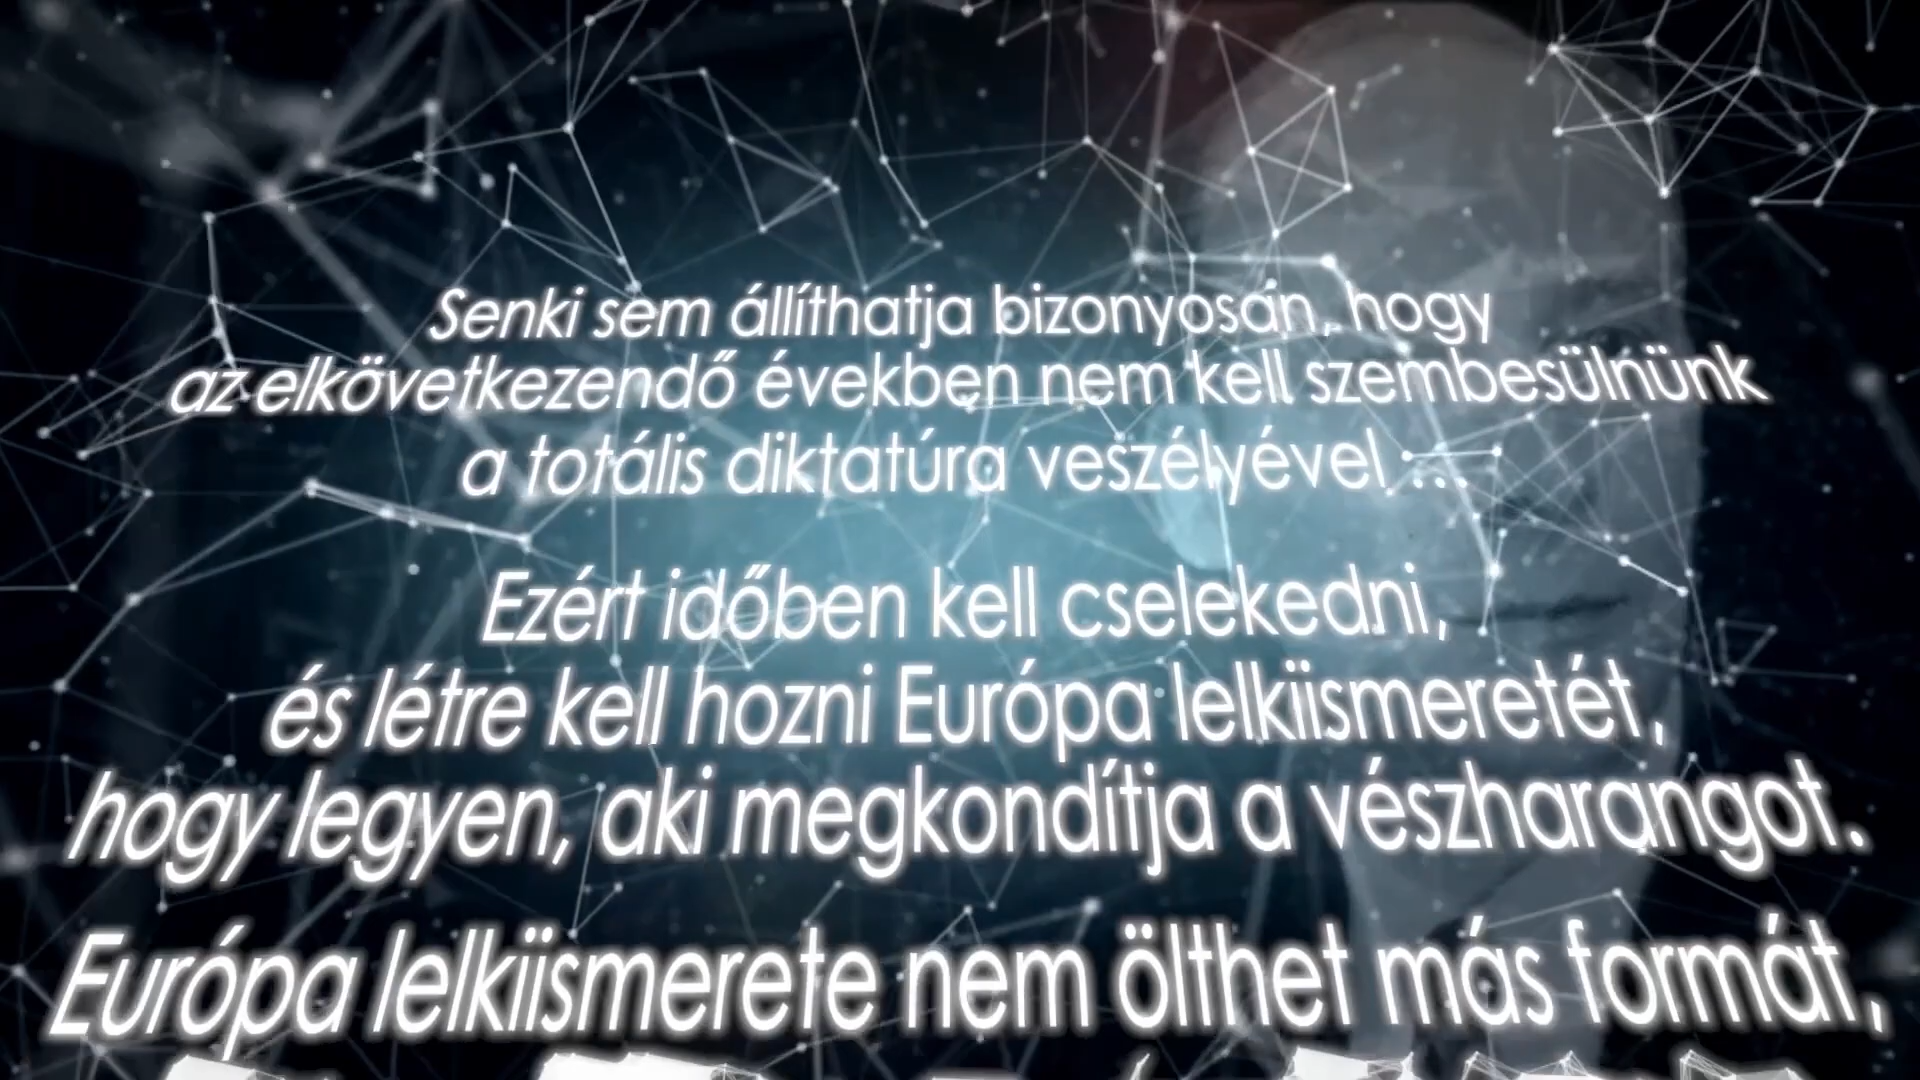 Senki sem állíthatja bizonyosan, hogy
az elkövetkezendő években nem kell szembesülnünk
a totális diktatúra veszélyével ...
Ezért időben kell cselekedni,
és létre kell hozni Európa lelkiismeretét,
hogy legyen, aki megkondítja a vészharangot.
Európa lelkiismerete nem ölthet más formát,